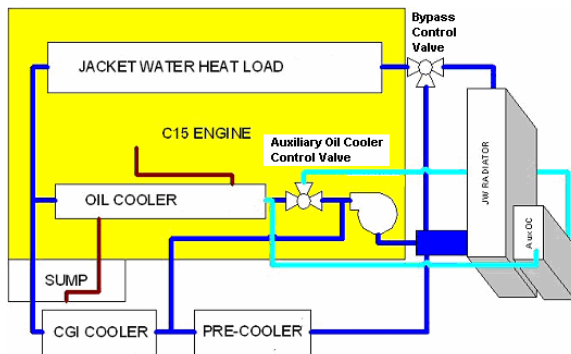 Bypass
Control
Valve
JACKET WATER HEAT LOAD
C15 ENGINE
Auxiliary Oil Cooler
Control Valve
JW RADIATOR
OIL COOLER
Aux OC
SUMP
CGI COOLER
PRE-COOLER